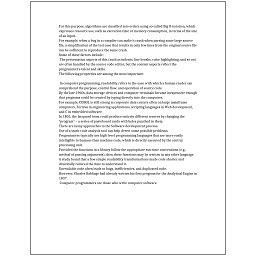 For this purpose, algorithms are classified into orders using so-called Big O notation, which
expresses resource use, such as execution time or memory consumption, in terms of the size
of an input.
For example, when a bug in a compiler can make it crash when parsing some large source
file, a simplification of the test case that results in only few lines from the original source file
can be sufficient to reproduce the same crash.
Some of these factors include:
The presentation aspects of this (such as indents, line breaks, color highlighting, and so on)
are often handled by the source code editor, but the content aspects reflect the
programmer's talent and skills.
The following properties are among the most important:

In computer programming, readability refers to the ease with which a human reader can
comprehend the purpose, control flow, and operation of source code.
By the late 1960s, data storage devices and computer terminals became inexpensive enough
that programs could be created by typing directly into the computers.
For example, COBOL is still strong in corporate data centers often on large mainframe
computers, Fortran in engineering applications, scripting languages in Web development,
and C in embedded software.
In 1801, the Jacquard loom could produce entirely different weaves by changing the
"program" – a series of pasteboard cards with holes punched in them.
There are many approaches to the Software development process.
Use of a static code analysis tool can help detect some possible problems.
Programmers typically use high-level programming languages that are more easily
intelligible to humans than machine code, which is directly executed by the central
processing unit.
Provided the functions in a library follow the appropriate run-time conventions (e.g.,
method of passing arguments), then these functions may be written in any other language.
A study found that a few simple readability transformations made code shorter and
drastically reduced the time to understand it.
Unreadable code often leads to bugs, inefficiencies, and duplicated code.
However, Charles Babbage had already written his first program for the Analytical Engine in
1837.
Computer programmers are those who write computer software.